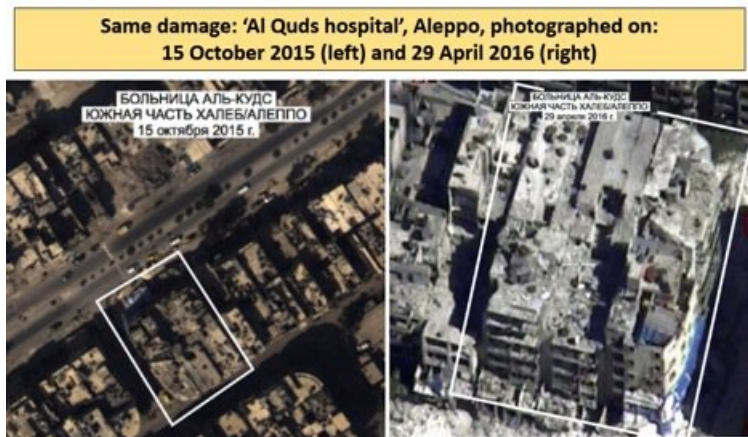 Same damage: ‘Al Quds hospital’, Aleppo, photographed on:
15 October 2015 (left) and 29 April 2016 (right)
БОЛЬНИЦА АЛЬ-КУДС
ЮЖНАЯ ЧАСТЬ ХАЛЕБ/АЛЕППО
15 октября 2015 г.
БОЛЬНИЦА АЛЬ-КУДС
ЮЖНАЯ ЧАСТЬ ХАЛЕБ/АЛЕППО
29 апреля 2016 г.